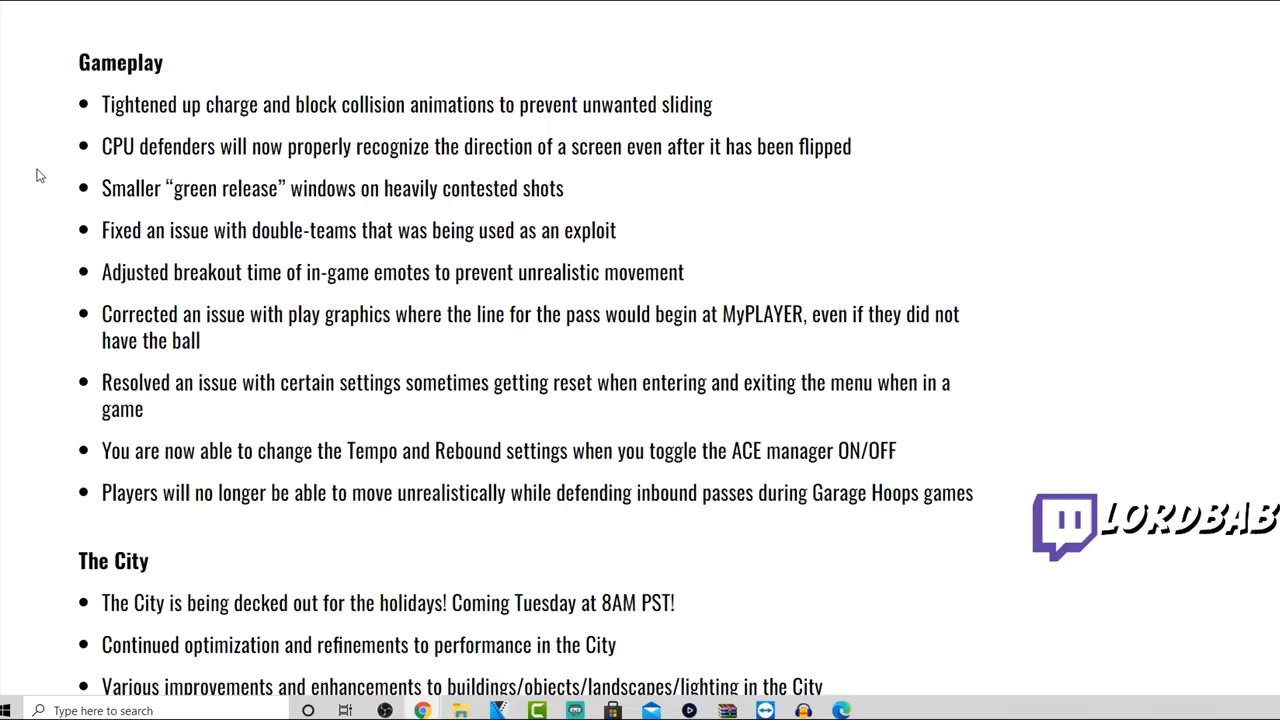 Gameplay
Tightened up charge and block collision animations to prevent unwanted sliding
CPU defenders will now properly recognize the direction of a screen even after it has been flipped
Smaller “green release” windows on heavily contested shots
Fixed an issue with double-teams that was being used as an exploit
Adjusted breakout time of in-game emotes to prevent unrealistic movement
Corrected an issue with play graphics where the line for the pass would begin at MyPLAYER, even if they did not
have the ball
Resolved an issue with certain settings sometimes getting reset when entering and exiting the menu when in a
game
You are now able to change the Tempo and Rebound settings when you toggle the ACE manager ON/OFF
Players will no longer be able to move unrealistically while defending inbound passes during Garage Hoops games
LORDBAB
The City
The City is being decked out for the holidays! Coming Tuesday at 8AM PST!
Continued optimization and refinements to performance in the City
Various improvements and enhancements to buildings/objects/landscapes/lighting in the City
Type here to search